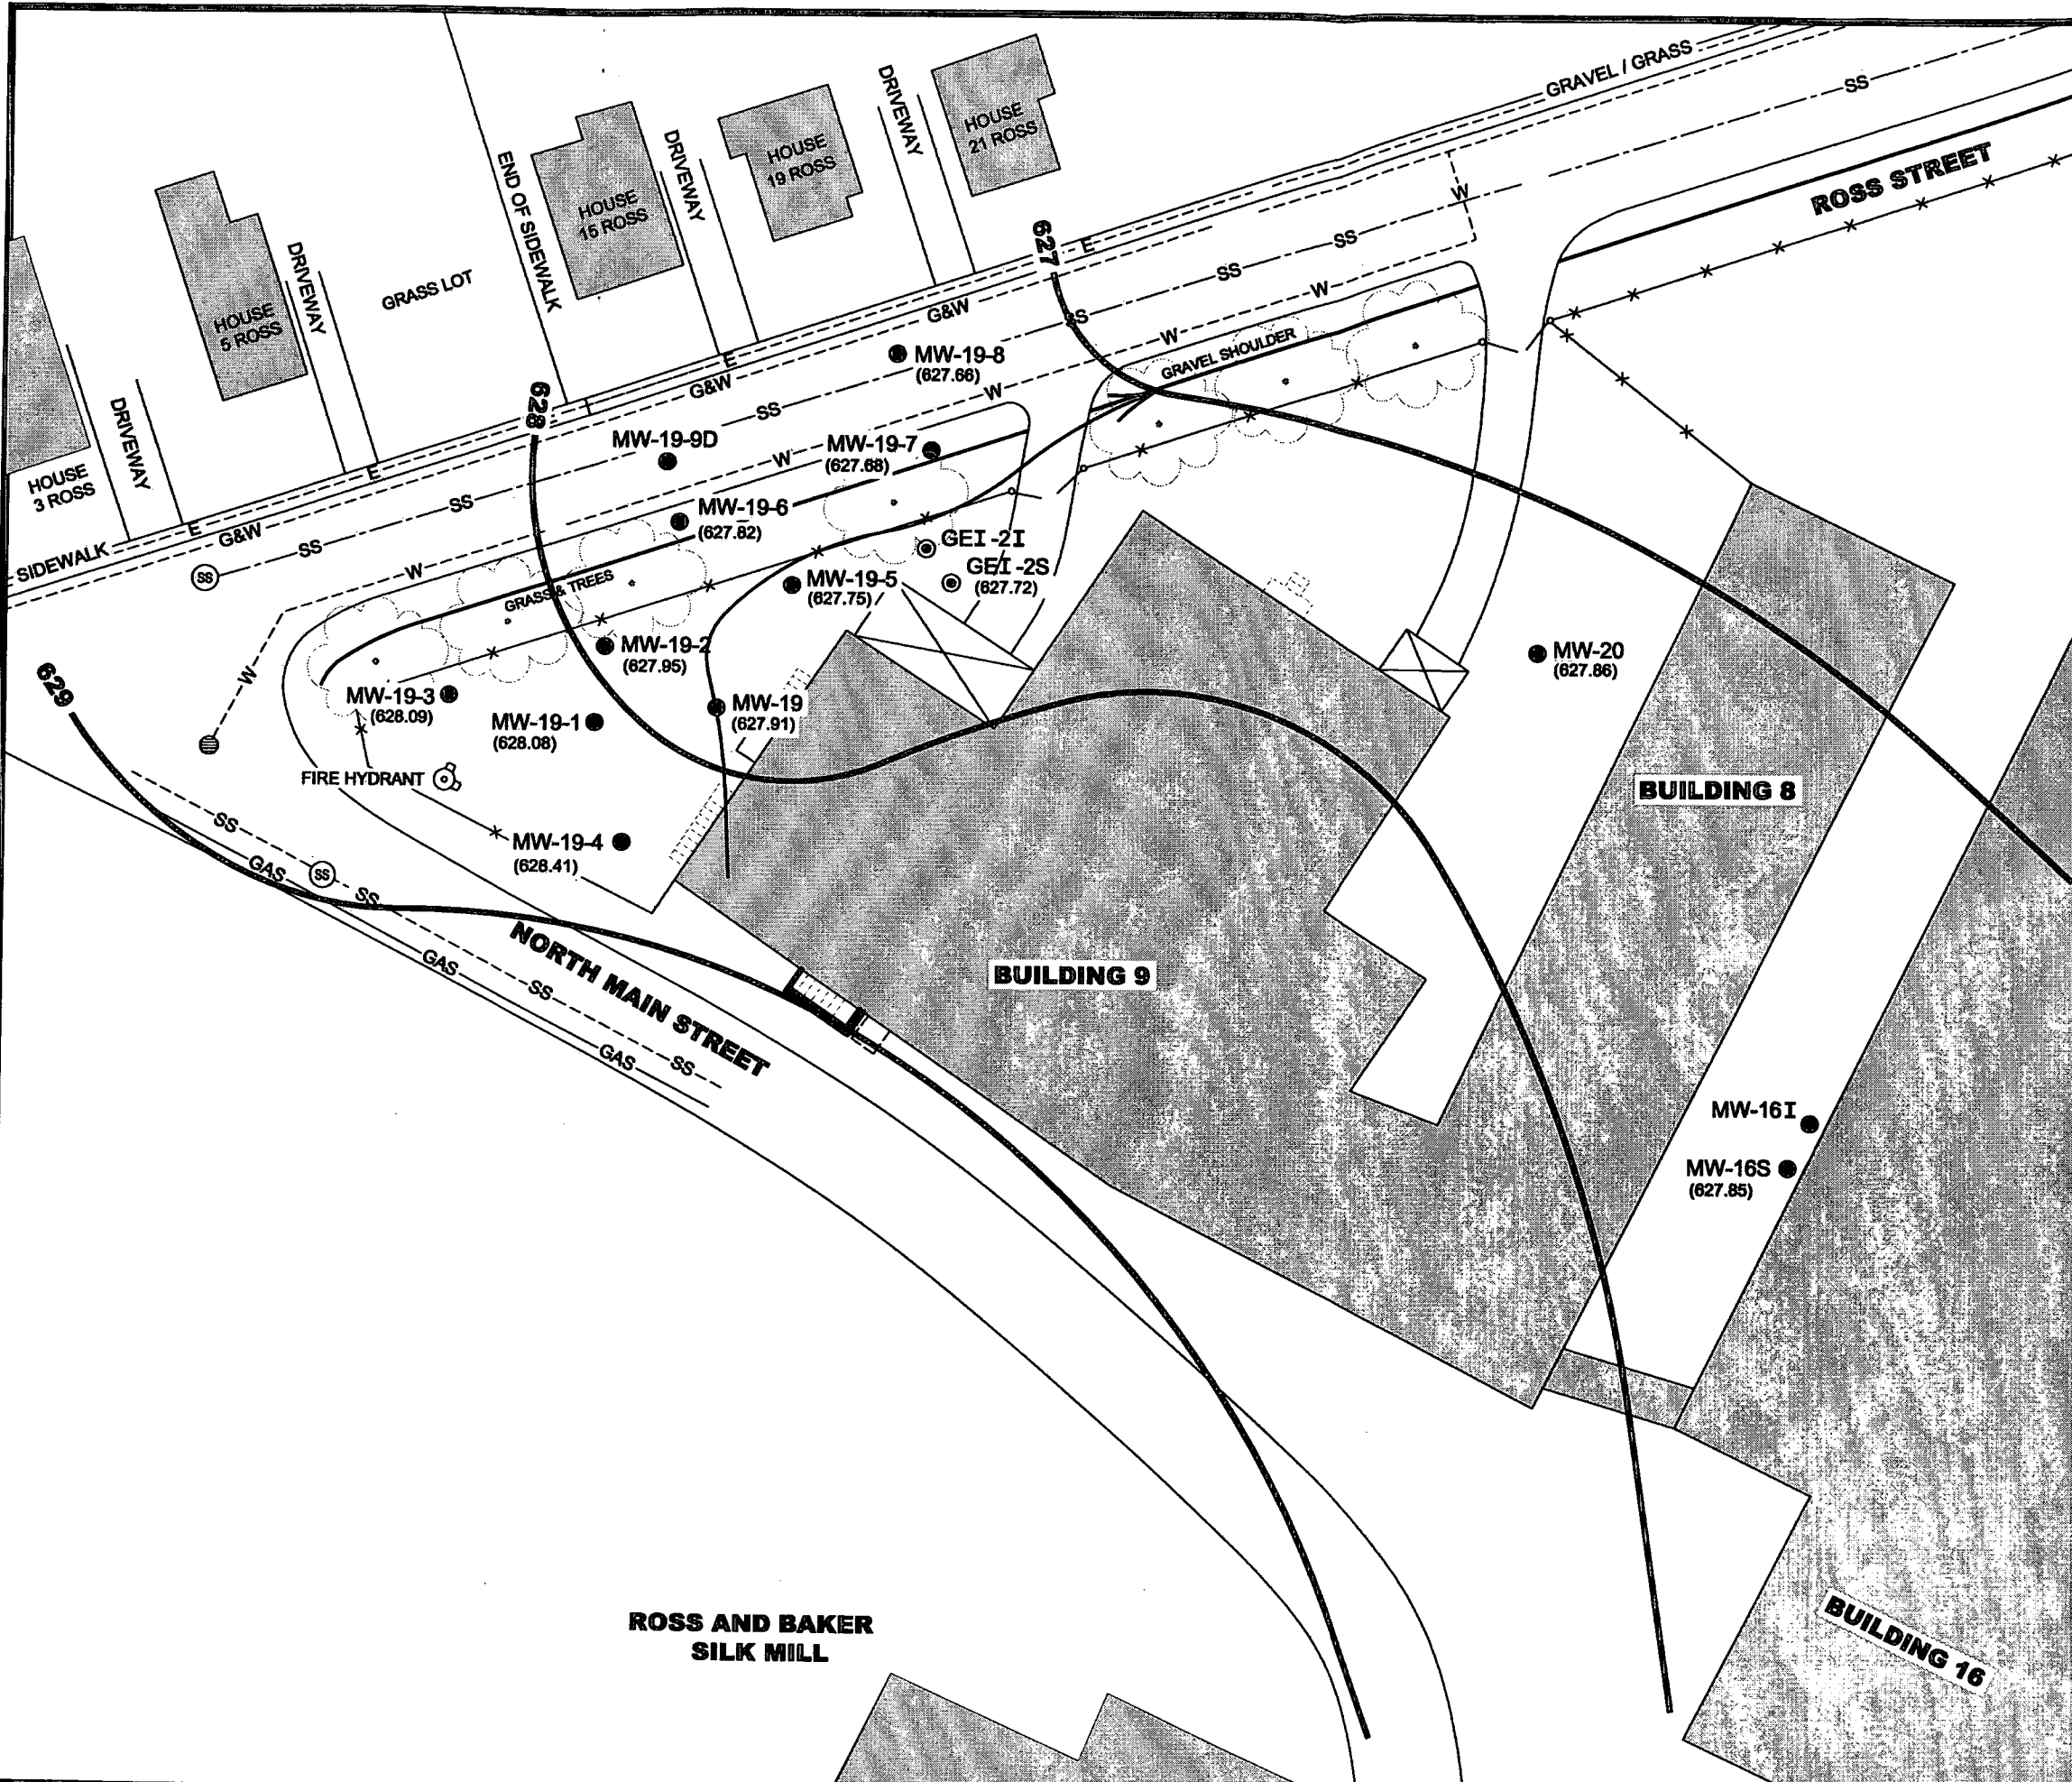 GRAVEL / GRASS
SS
ROSS STREET
DRIVEWAY
HOUSE
21 ROSS
HOUSE
19 ROSS
DRIVEWAY
HOUSE
15 ROSS
END OF SIDEWALK
GRASS LOT
DRIVEWAY
HOUSE
5 ROSS
DRIVEWAY
HOUSE
3 ROSS
SIDEWALK
E
G&W
SS
SS
E
SS
W
E
G&W
SS
W
G&W
E
SS
W
SS
SS
W
W
W
627
628
629
GRAVEL SHOULDER
MW-19-8
(627.66)
MW-19-9D
MW-19-7
(627.68)
MW-19-6
(627.82)
GEI-2I
GEI-2S
(627.72)
MW-19-5
(627.75)
GRASS & TREES
MW-19-2
(627.95)
MW-20
(627.86)
W
MW-19-3
(628.09)
MW-19-1
(628.08)
MW-19
(627.91)
FIRE HYDRANT
BUILDING 8
SS
MW-19-4
(628.41)
GAS
SS
SS
NORTH MAIN STREET
GAS
SS
GAS
SS
BUILDING 9
MW-16I
MW-16S
(627.85)
ROSS AND BAKER
SILK MILL
BUILDING 16